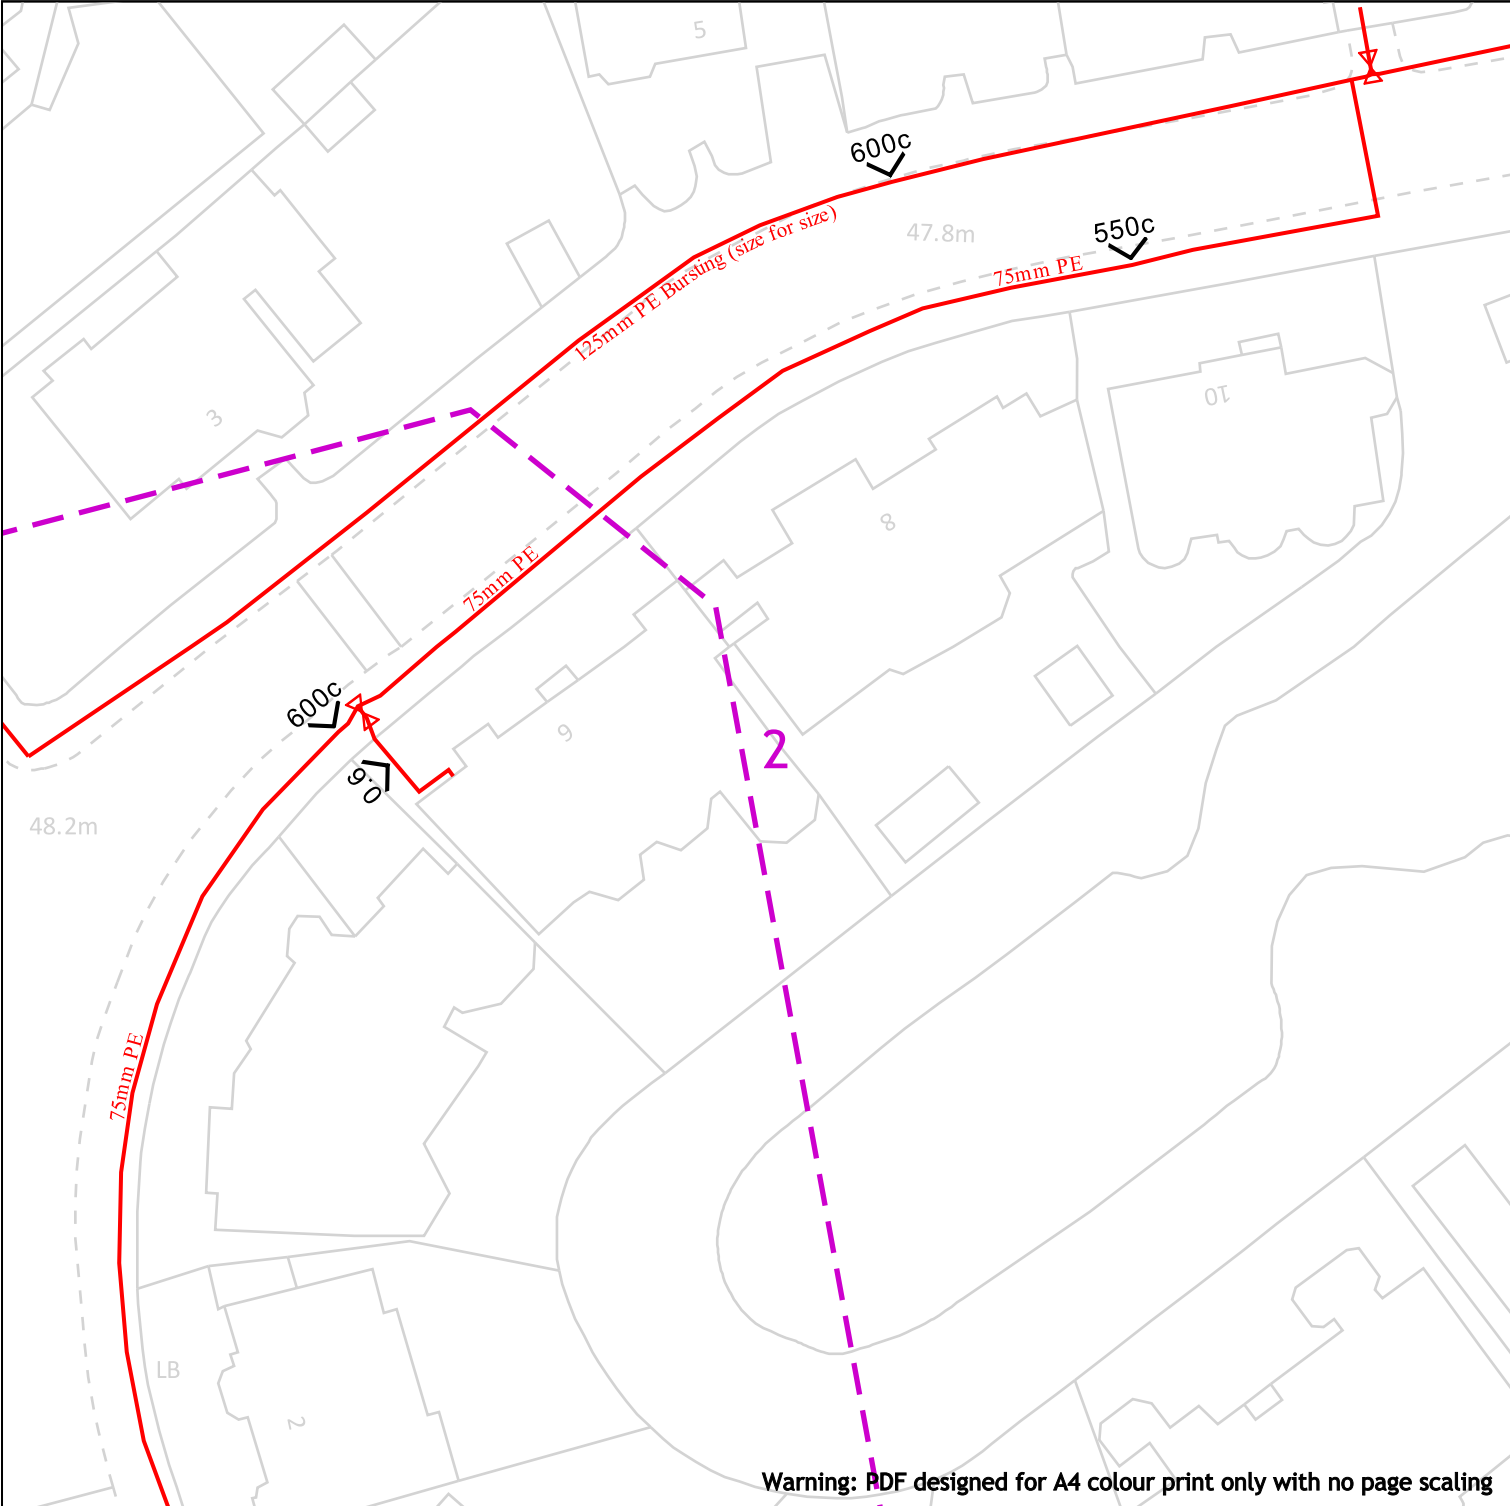 5
600c
47.8m
550c
125mm PE Bursting (size for size)
75mm PE
10
3
8
75mm PE
600c
9
2
0.6
48.2m
75mm PE
LB
2
Warning: PDF designed for A4 colour print only with no page scaling